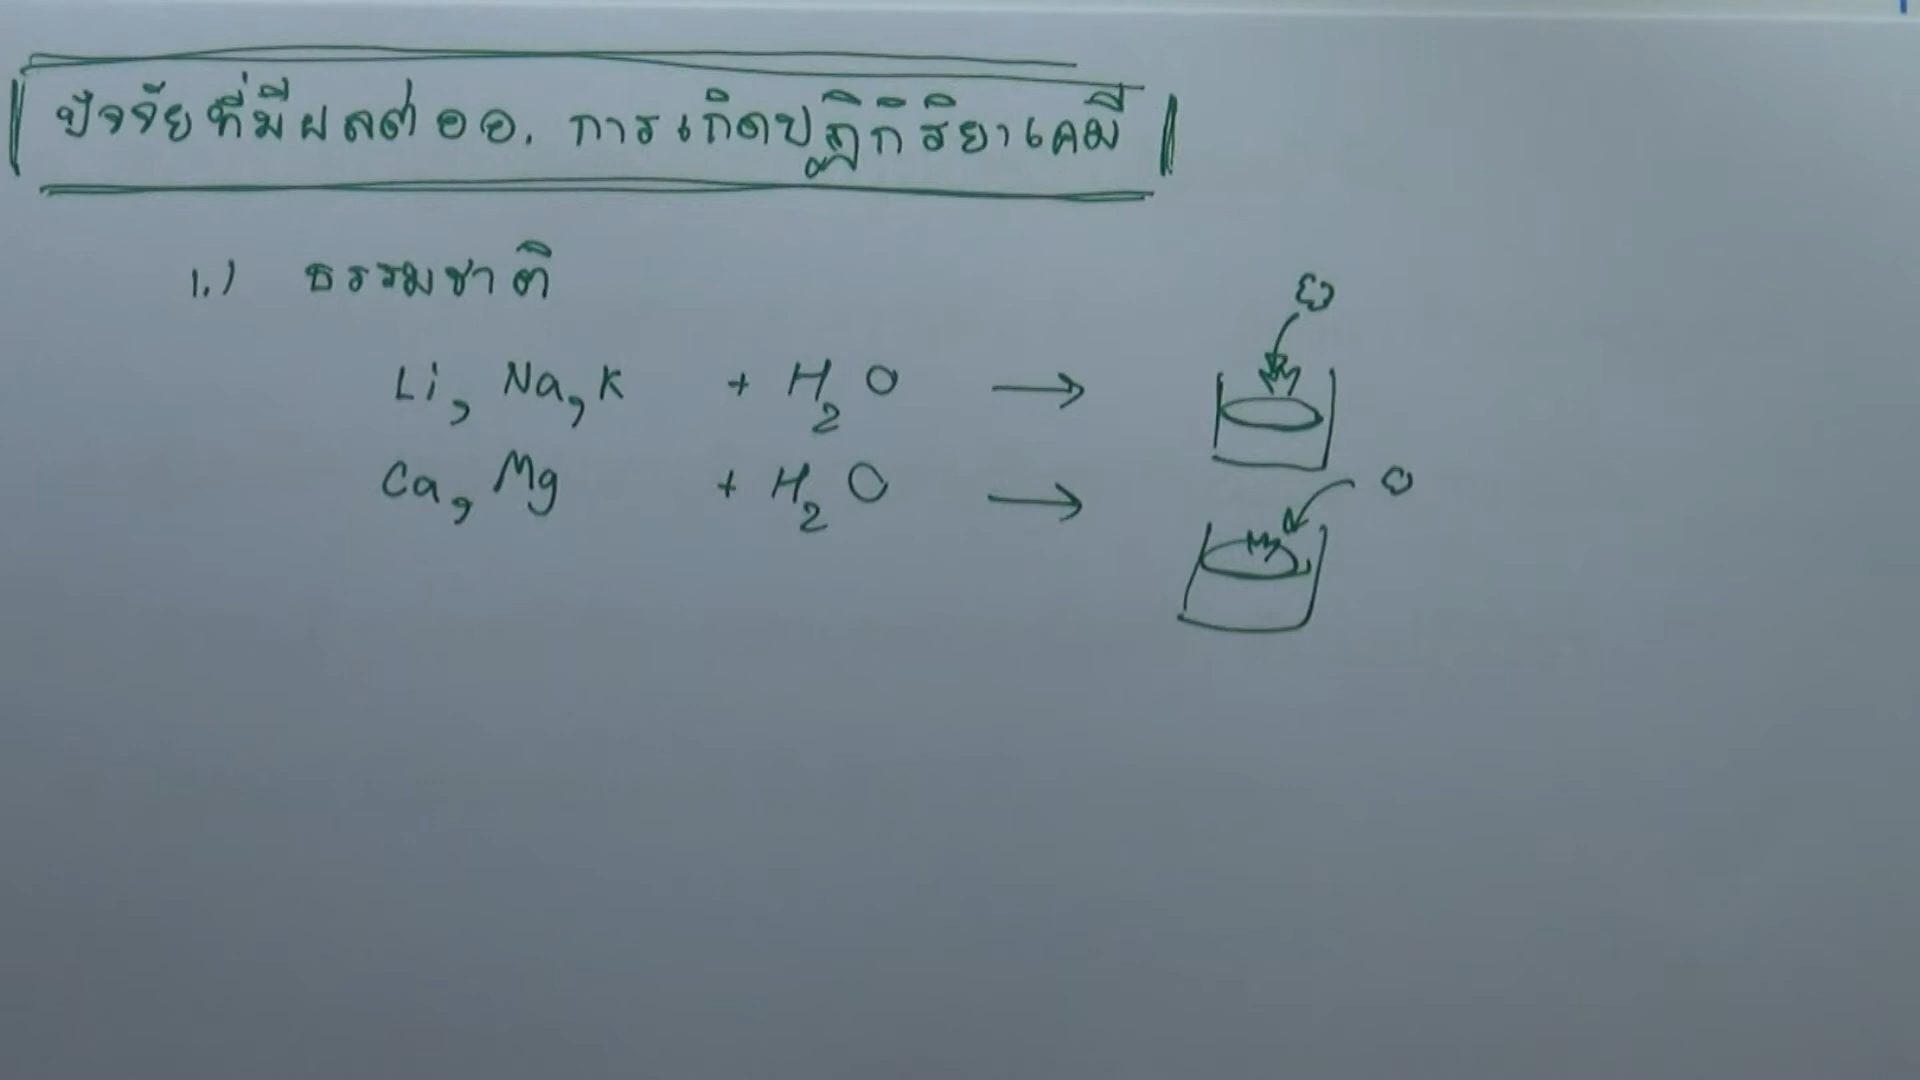 ปัจจัยที่มีผลต่ออ. การเกิดปฏิกิริยาเคมี
1.) ธรรมชาติ
Li, Na, K + H₂O →
Ca, Mg + H₂O →